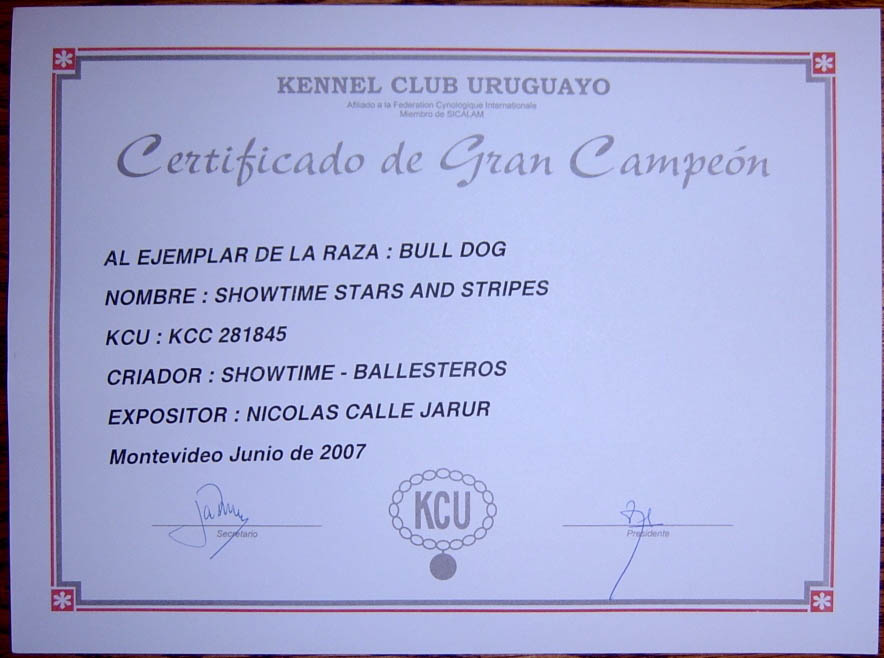 KENNEL CLUB URUGUAYO
Afiliado a la Federation Cynologique Internationale
Miembro de SICALAM
Certificado de Gran Campeón
AL EJEMPLAR DE LA RAZA : BULL DOG
NOMBRE : SHOWTIME STARS AND STRIPES
KCU : KCC 281845
CRIADOR : SHOWTIME - BALLESTEROS
EXPOSITOR : NICOLAS CALLE JARUR
Montevideo Junio de 2007
KCU
Secretario
Presidente